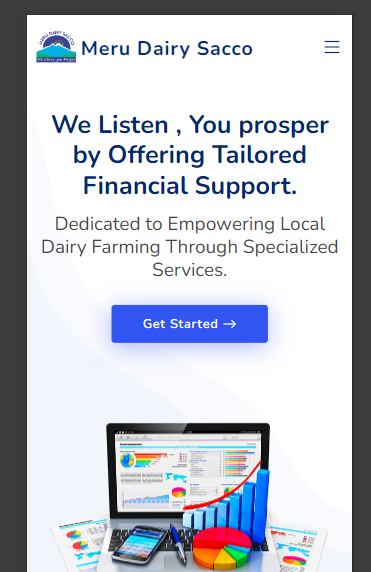 MERU DAIRY SACCO
Meru Dairy Sacco
We Listen , You prosper
by Offering Tailored
Financial Support.
Dedicated to Empowering Local
Dairy Farming Through Specialized
Services.
Get Started →